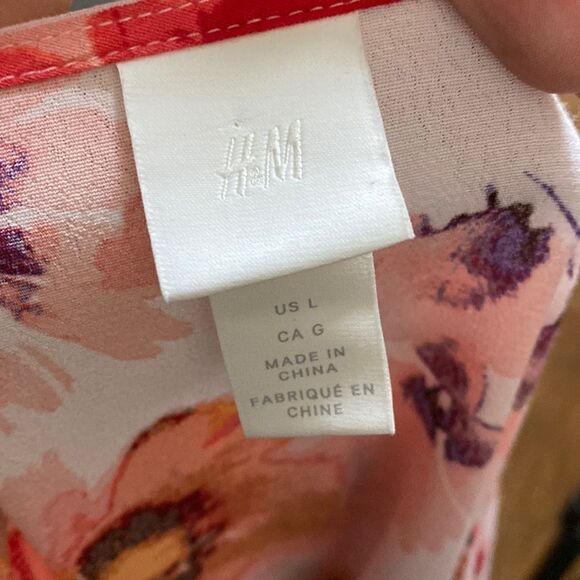 H&M
US L
CA G
MADE IN
CHINA
FABRIQUÉ EN
CHINE